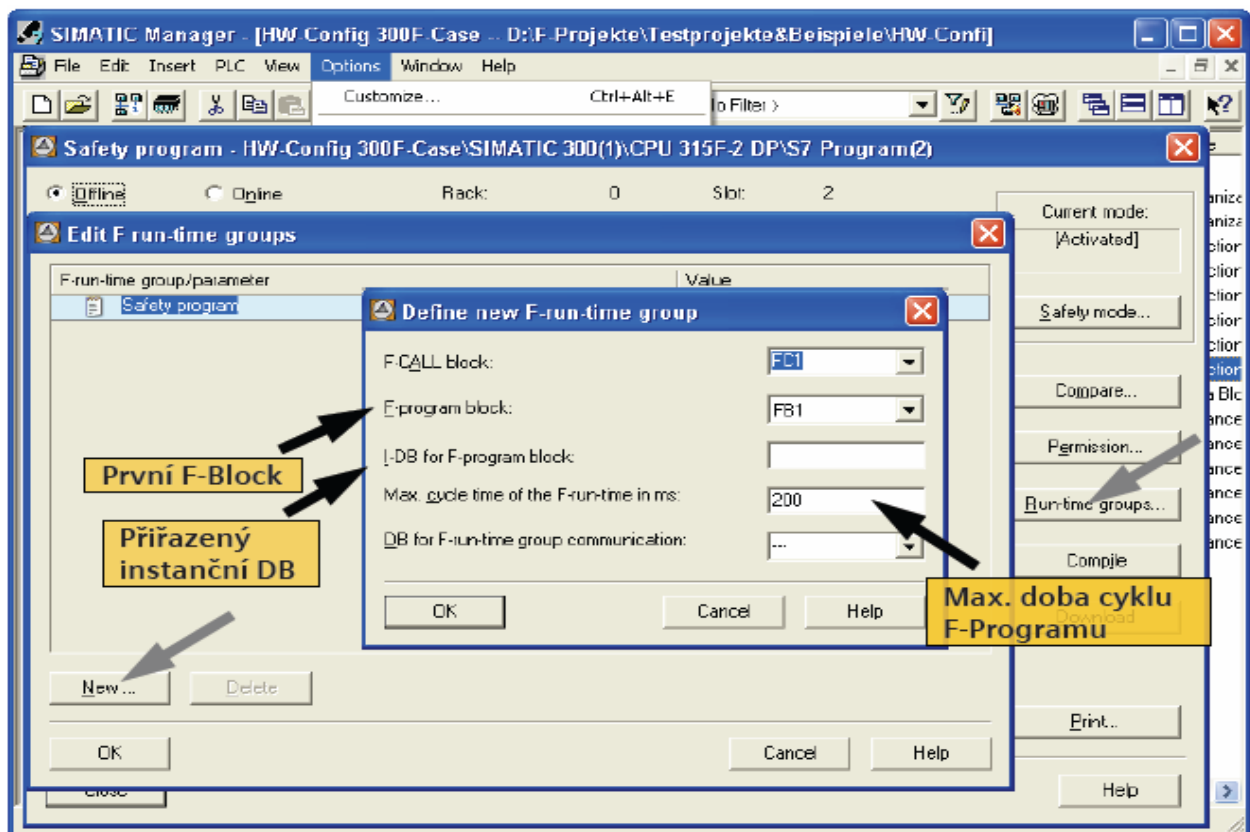 SIMATIC Manager - [HW-Config 300F-Case -- D:\F-Projekte\Testprojekte&Beispiele\HW-Confi]
File Edit Insert PLC View Options Window Help
Customize... Ctrl+Alt+E
lo Filter >
Safety program - HW-Config 300F-Case\SIMATIC 300(1)\CPU 315F-2 DP\S7 Program(2)
Offline Online Rack: 0 Slot: 2
Current mode:
[Activated]
Safety mode...
Compare...
Permission...
Run-time groups...
Compile
Download
Print...
Help
Close
Edit F run-time groups
F-run-time group/parameter Value
Safety program
New ... Delete
OK Cancel Help
Define new F-run-time group
F-CALL block: FC1
F-program block: FB1
I-DB for F-program block:
Max. cycle time of the F-run-time in ms: 200
DB for F-run-time group communication: ---
OK Cancel Help
První F-Block
Přiřazený
instanční DB
Max. doba cyklu
F-Programu